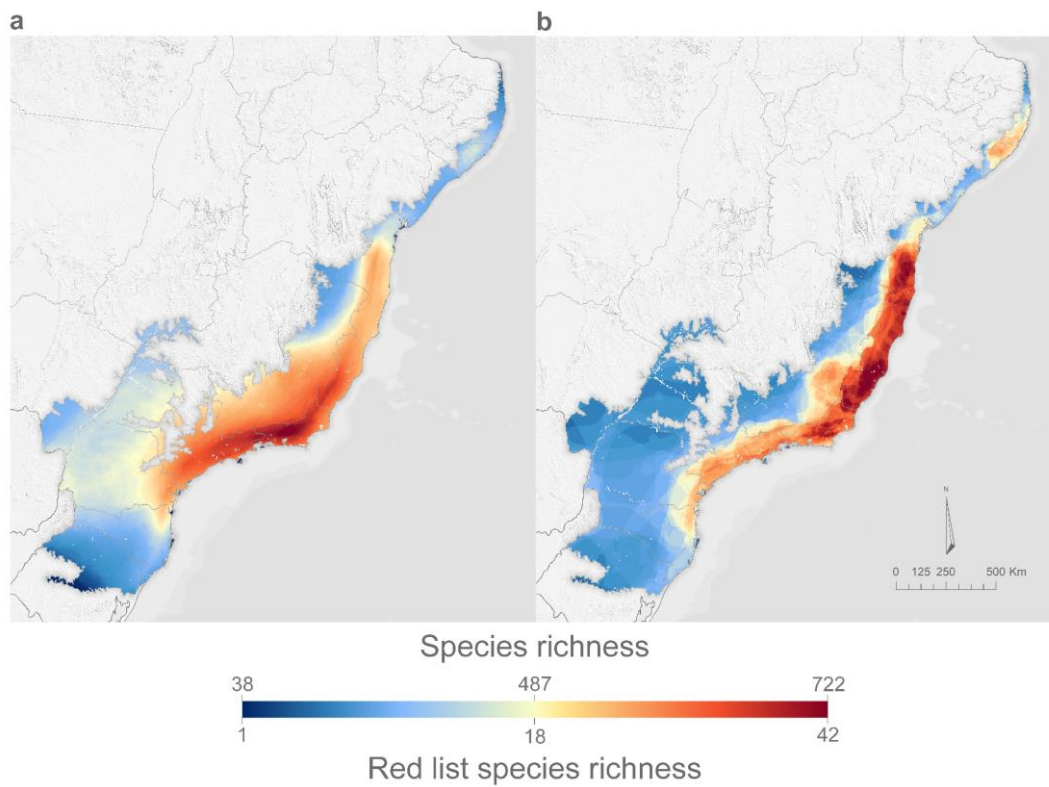 a
b
N
0 125 250 500 Km
Species richness
38 487 722
1 18 42
Red list species richness